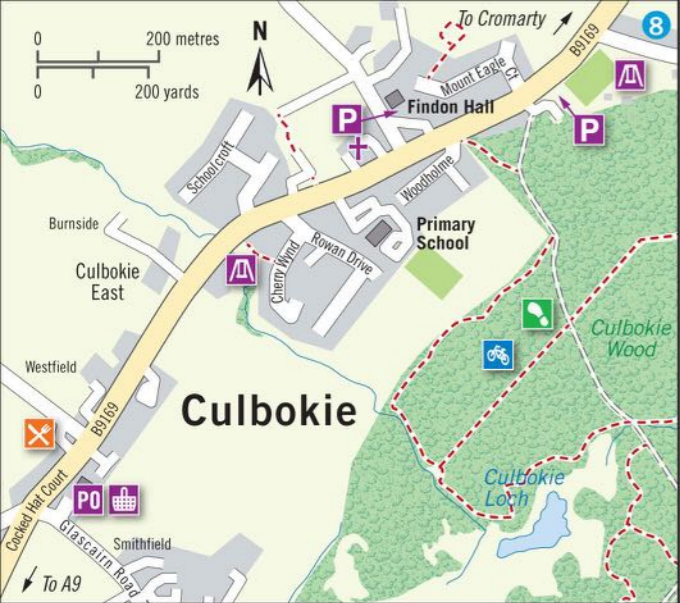 To Cromarty
8
0
200 metres
0
200 yards
N
B9169
Mount Eagle
Ct
P
Findon Hall
P
Schoolcroft
Woodholme
Burnside
Primary
School
Rowan Drive
Cherry Wynd
Culbokie
East
Culbokie
Wood
Westfield
Culbokie
B9169
Culbokie
Loch
Cocked Hat Court
PO
Glascairn Road
Smithfield
To A9